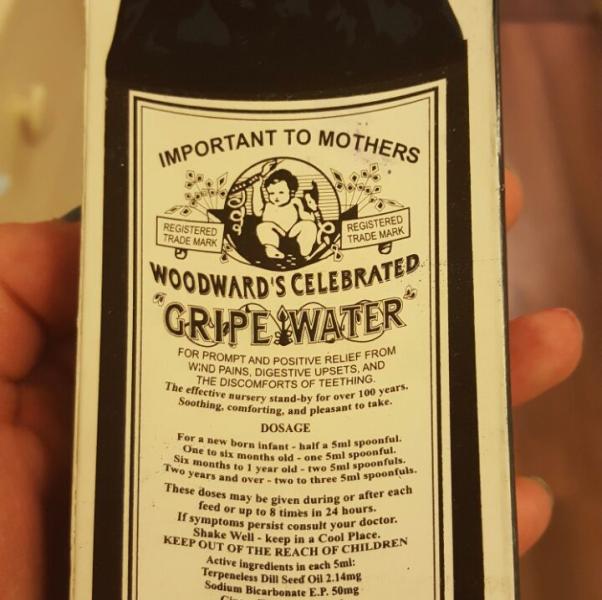 IMPORTANT TO MOTHERS
REGISTERED
TRADE MARK
REGISTERED
TRADE MARK
WOODWARD'S CELEBRATED
"GRIPE WATER"
FOR PROMPT AND POSITIVE RELIEF FROM
WIND PAINS, DIGESTIVE UPSETS, AND
THE DISCOMFORTS OF TEETHING.
The effective nursery stand-by for over 100 years.
Soothing, comforting, and pleasant to take.
DOSAGE
For a new born infant - half a 5ml spoonful.
One to six months old - one 5ml spoonful.
Six months to 1 year old - two 5ml spoonfuls.
Two years and over - two to three 5ml spoonfuls.
These doses may be given during or after each
feed or up to 8 times in 24 hours.
If symptoms persist consult your doctor.
Shake Well - keep in a Cool Place.
KEEP OUT OF THE REACH OF CHILDREN
Active ingredients in each 5ml:
Terpeneless Dill Seed Oil 2.14mg
Sodium Bicarbonate E.P. 50mg